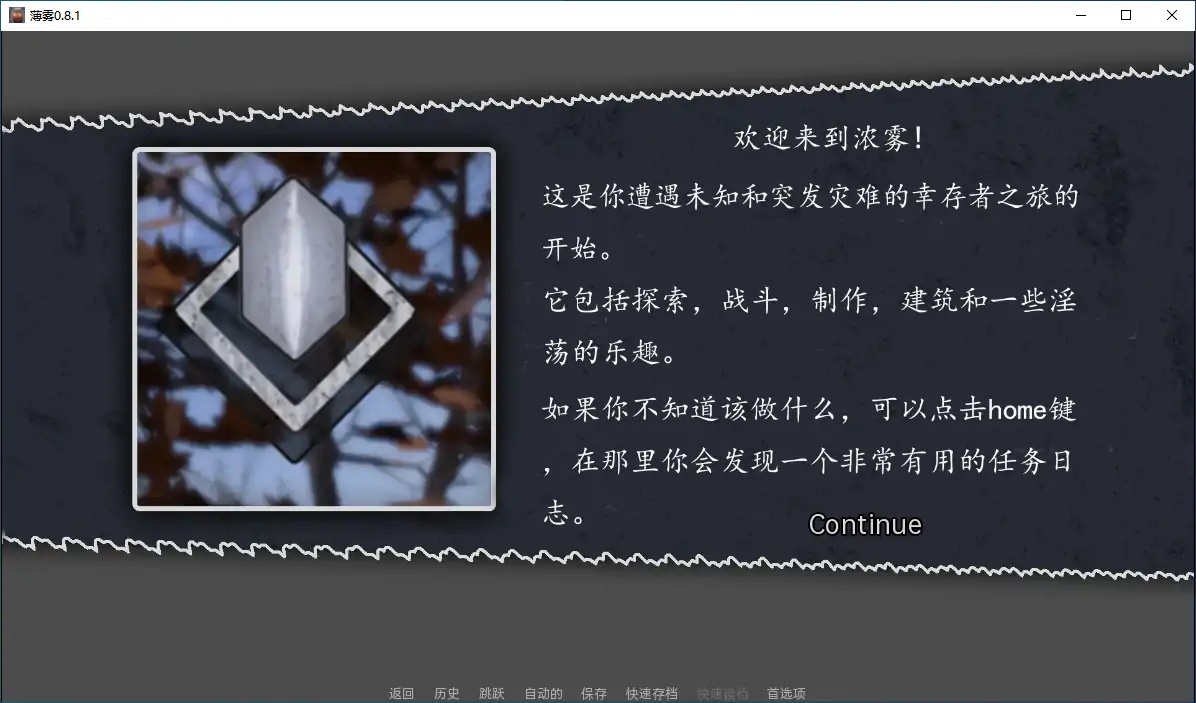 薄雾0.8.1
欢迎来到浓雾！
这是你遭遇未知和突发灾难的幸存者之旅的
开始。
它包括探索，战斗，制作，建筑和一些淫
荡的乐趣。
如果你不知道该做什么，可以点击home键
，在那里你会发现一个非常有用的任务日
志。
Continue
返回 历史 跳跃 自动的 保存 快速存档 快速读档 首选项